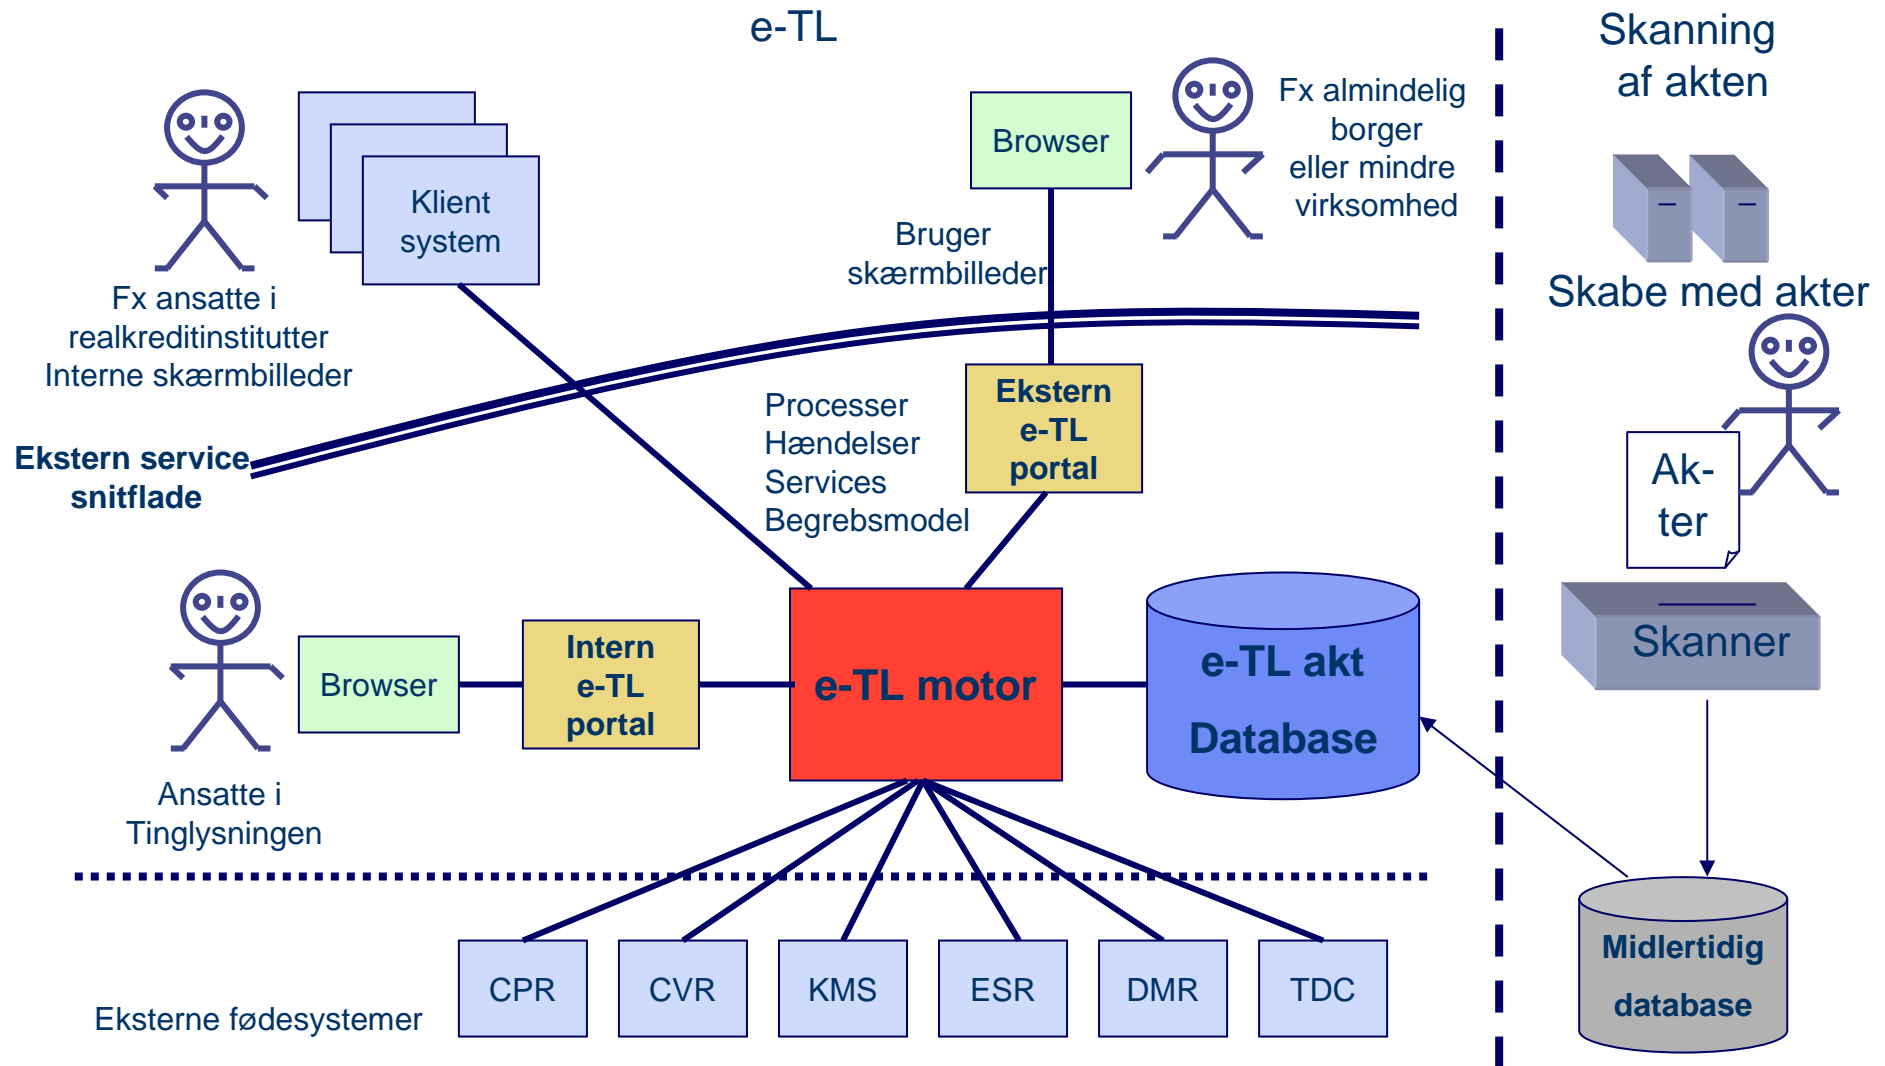 e-TL
Skanning
af akten
Klient
system
Fx ansatte i
realkreditinstitutter
Interne skærmbilleder
Browser
Fx almindelig
borger
eller mindre
virksomhed
Bruger
skærmbilleder
Skabe med akter
Ekstern service
snitflade
Processer
Hændelser
Services
Begrebsmodel
Ekstern
e-TL
portal
Ak-
ter
Skanner
Browser
Intern
e-TL
portal
e-TL motor
e-TL akt
Database
Ansatte i
Tinglysningen
Eksterne fødesystemer
CPR
CVR
KMS
ESR
DMR
TDC
Midlertidig
database